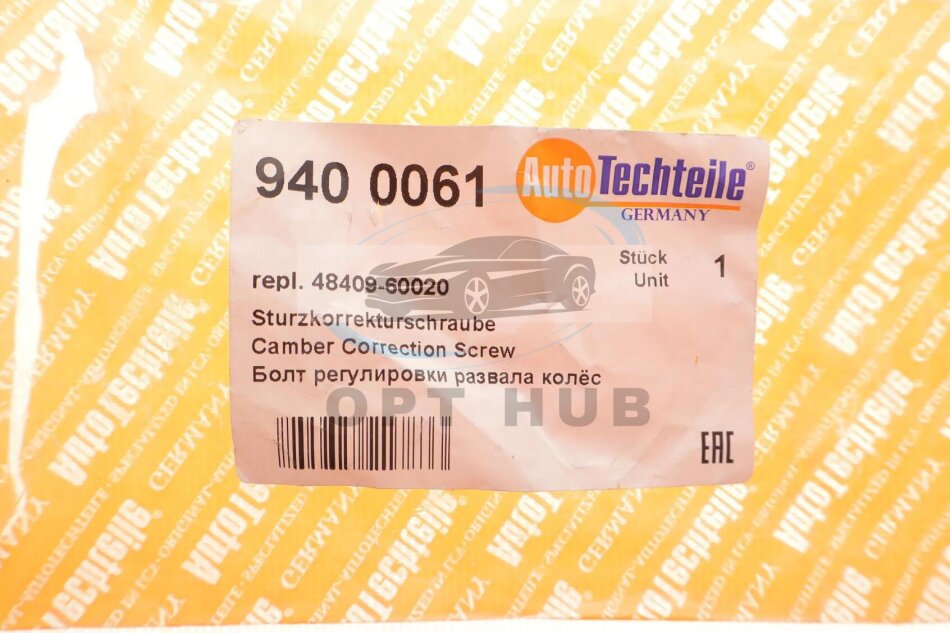 940 0061
AutoTechteile®
GERMANY
repl. 48409-60020
Stück
Unit
1
Sturzkorrekturschraube
Camber Correction Screw
Болт регулировки развала колёс
OPT HUB
EAC